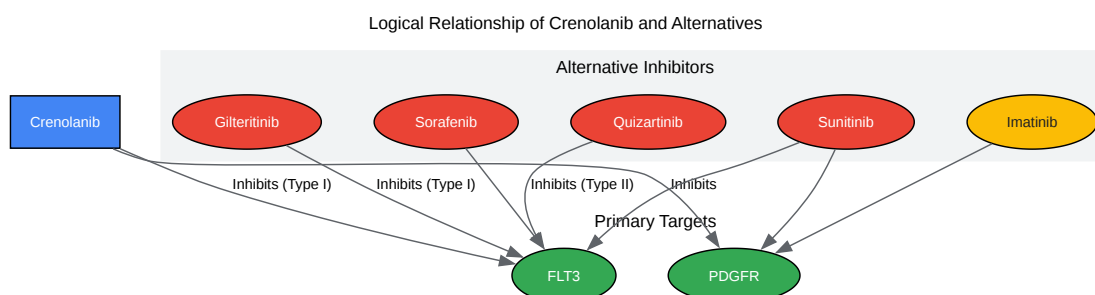 Logical Relationship of Crenolanib and Alternatives
Alternative Inhibitors
Crenolanib
Gilteritinib
Sorafenib
Quizartinib
Sunitinib
Imatinib
Inhibits (Type I)
Inhibits (Type I)
Inhibits (Type II)
Inhibits
Primary Targets
FLT3
PDGFR